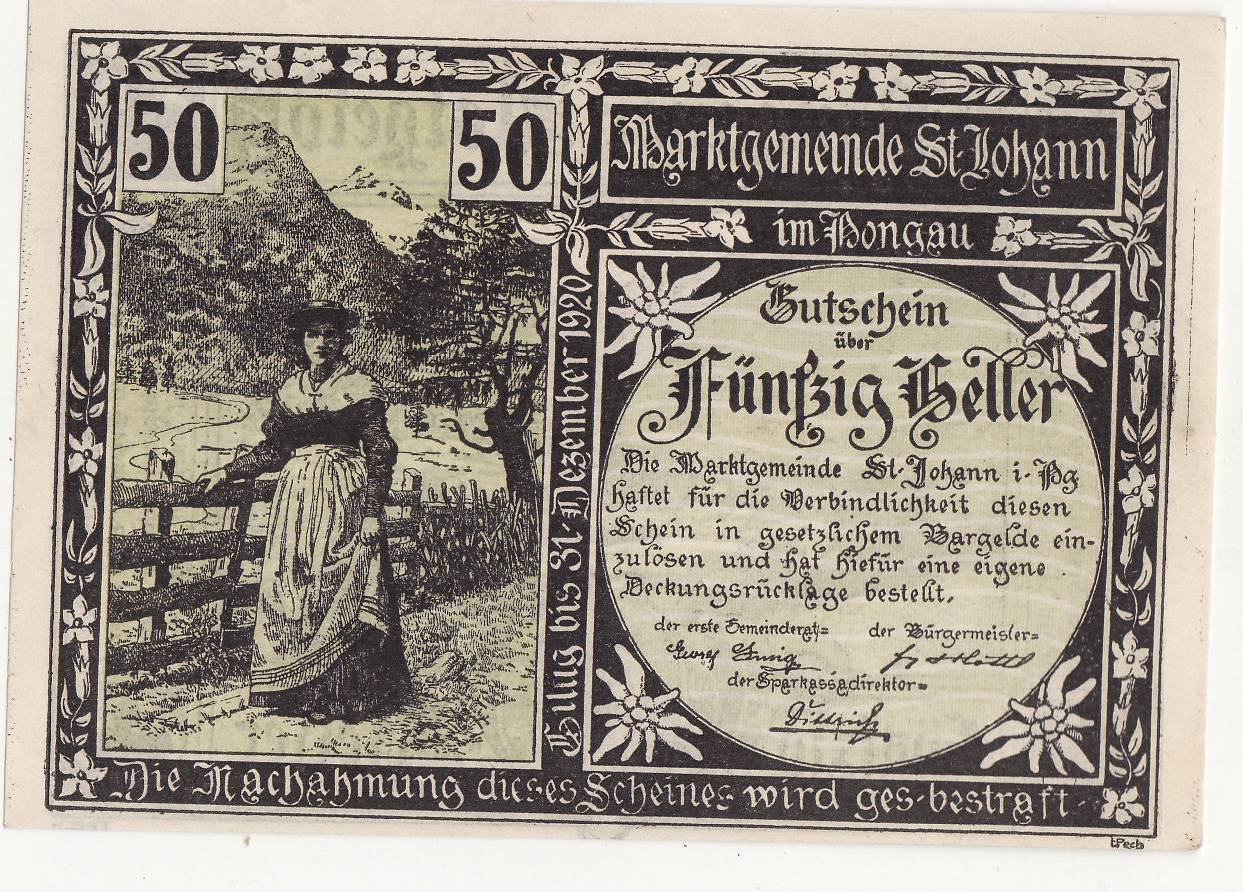 50
50
Marktgemeinde St. Johann
im Pongau
Gutschein
über
Fünfzig Heller
Die Marktgemeinde St. Johann i. Pg
haftet für die Verbindlichkeit diesen
Schein in gesetzlichem Bargelde ein-
zulösen und hat hiefür eine eigene
Deckungsrücklage bestellt.
der erste Gemeinderat=
der Bürgermeister=
der Sparkassadirektor=
Giltig bis 31. Dezember 1920
Die Nachahmung dieses Scheines wird ges. bestraft.